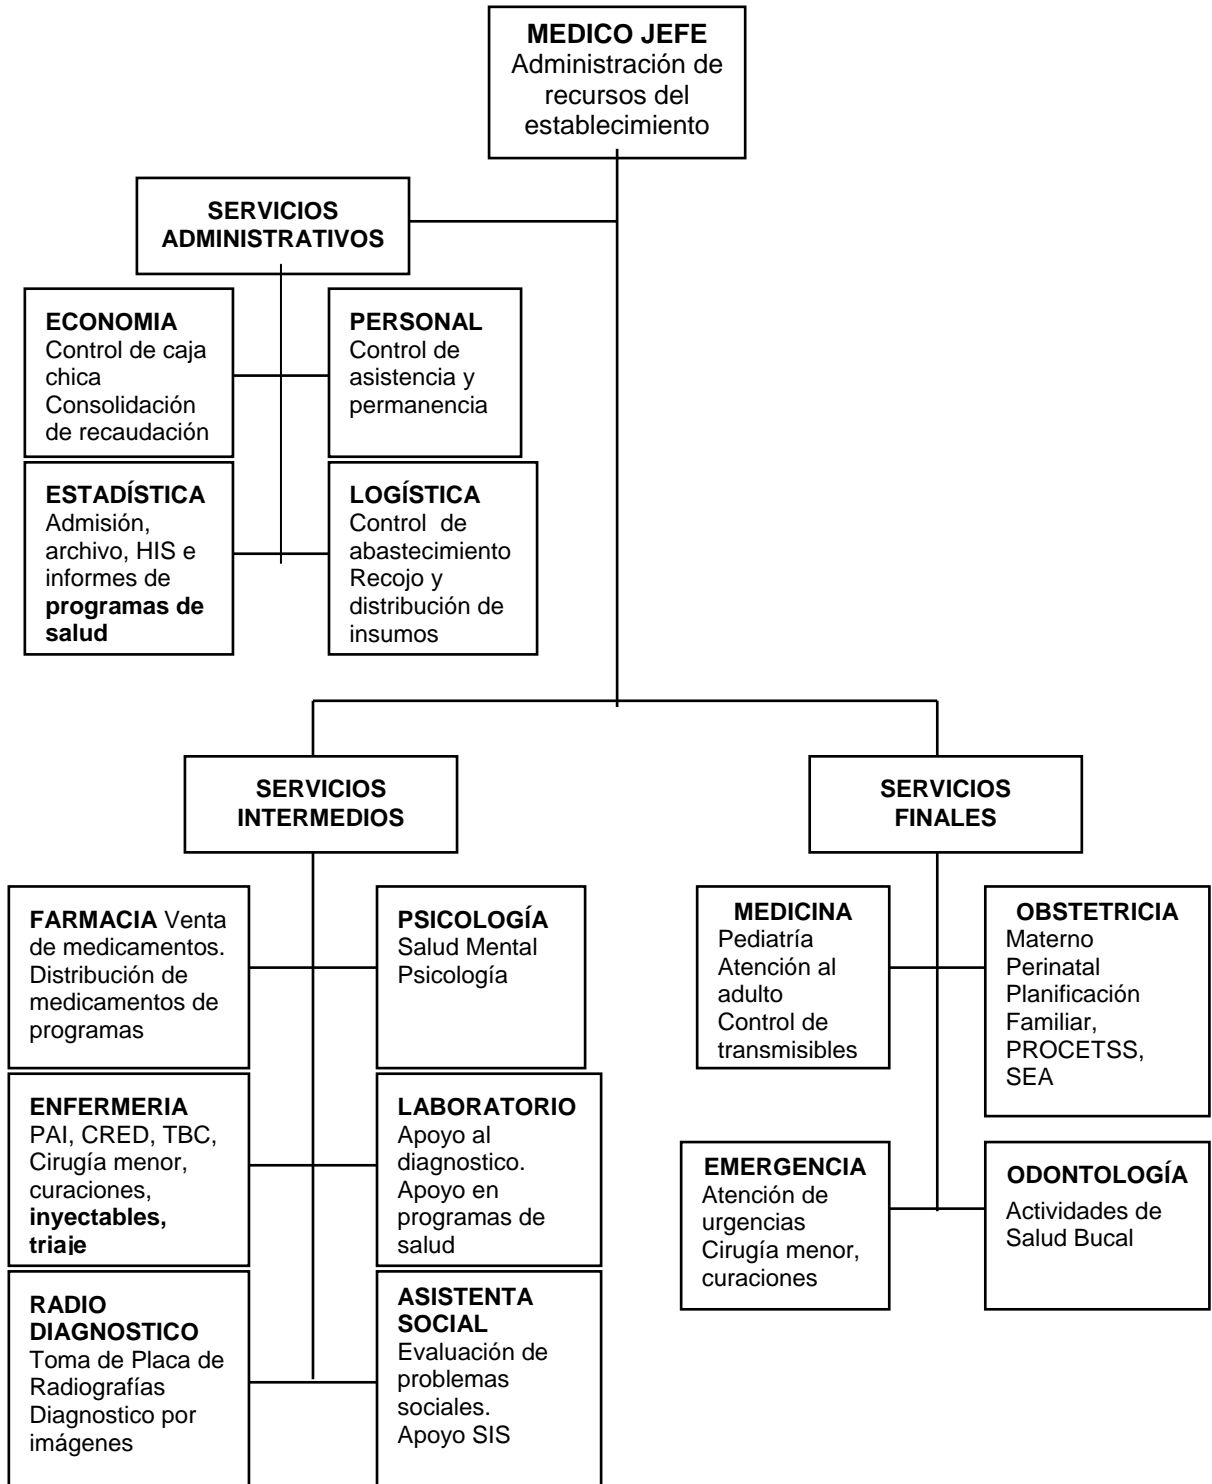 MEDICO JEFE
Administración de
recursos del
establecimiento
SERVICIOS
ADMINISTRATIVOS
ECONOMIA
Control de caja
chica
Consolidación
de recaudación
PERSONAL
Control de
asistencia y
permanencia
ESTADÍSTICA
Admisión,
archivo, HIS e
informes de
programas de
salud
LOGÍSTICA
Control de
abastecimiento
Recojo y
distribución de
insumos
SERVICIOS
INTERMEDIOS
SERVICIOS
FINALES
FARMACIA Venta
de medicamentos.
Distribución de
medicamentos de
programas
PSICOLOGÍA
Salud Mental
Psicología
MEDICINA
Pediatría
Atención al
adulto
Control de
transmisibles
OBSTETRICIA
Materno
Perinatal
Planificación
Familiar,
PROCETSS,
SEA
ENFERMERIA
PAI, CRED, TBC,
Cirugía menor,
curaciones,
inyectables,
triaje
LABORATORIO
Apoyo al
diagnostico.
Apoyo en
programas de
salud
EMERGENCIA
Atención de
urgencias
Cirugía menor,
curaciones
ODONTOLOGÍA
Actividades de
Salud Bucal
RADIO
DIAGNOSTICO
Toma de Placa de
Radiografías
Diagnostico por
imágenes
ASISTENTA
SOCIAL
Evaluación de
problemas
sociales.
Apoyo SIS